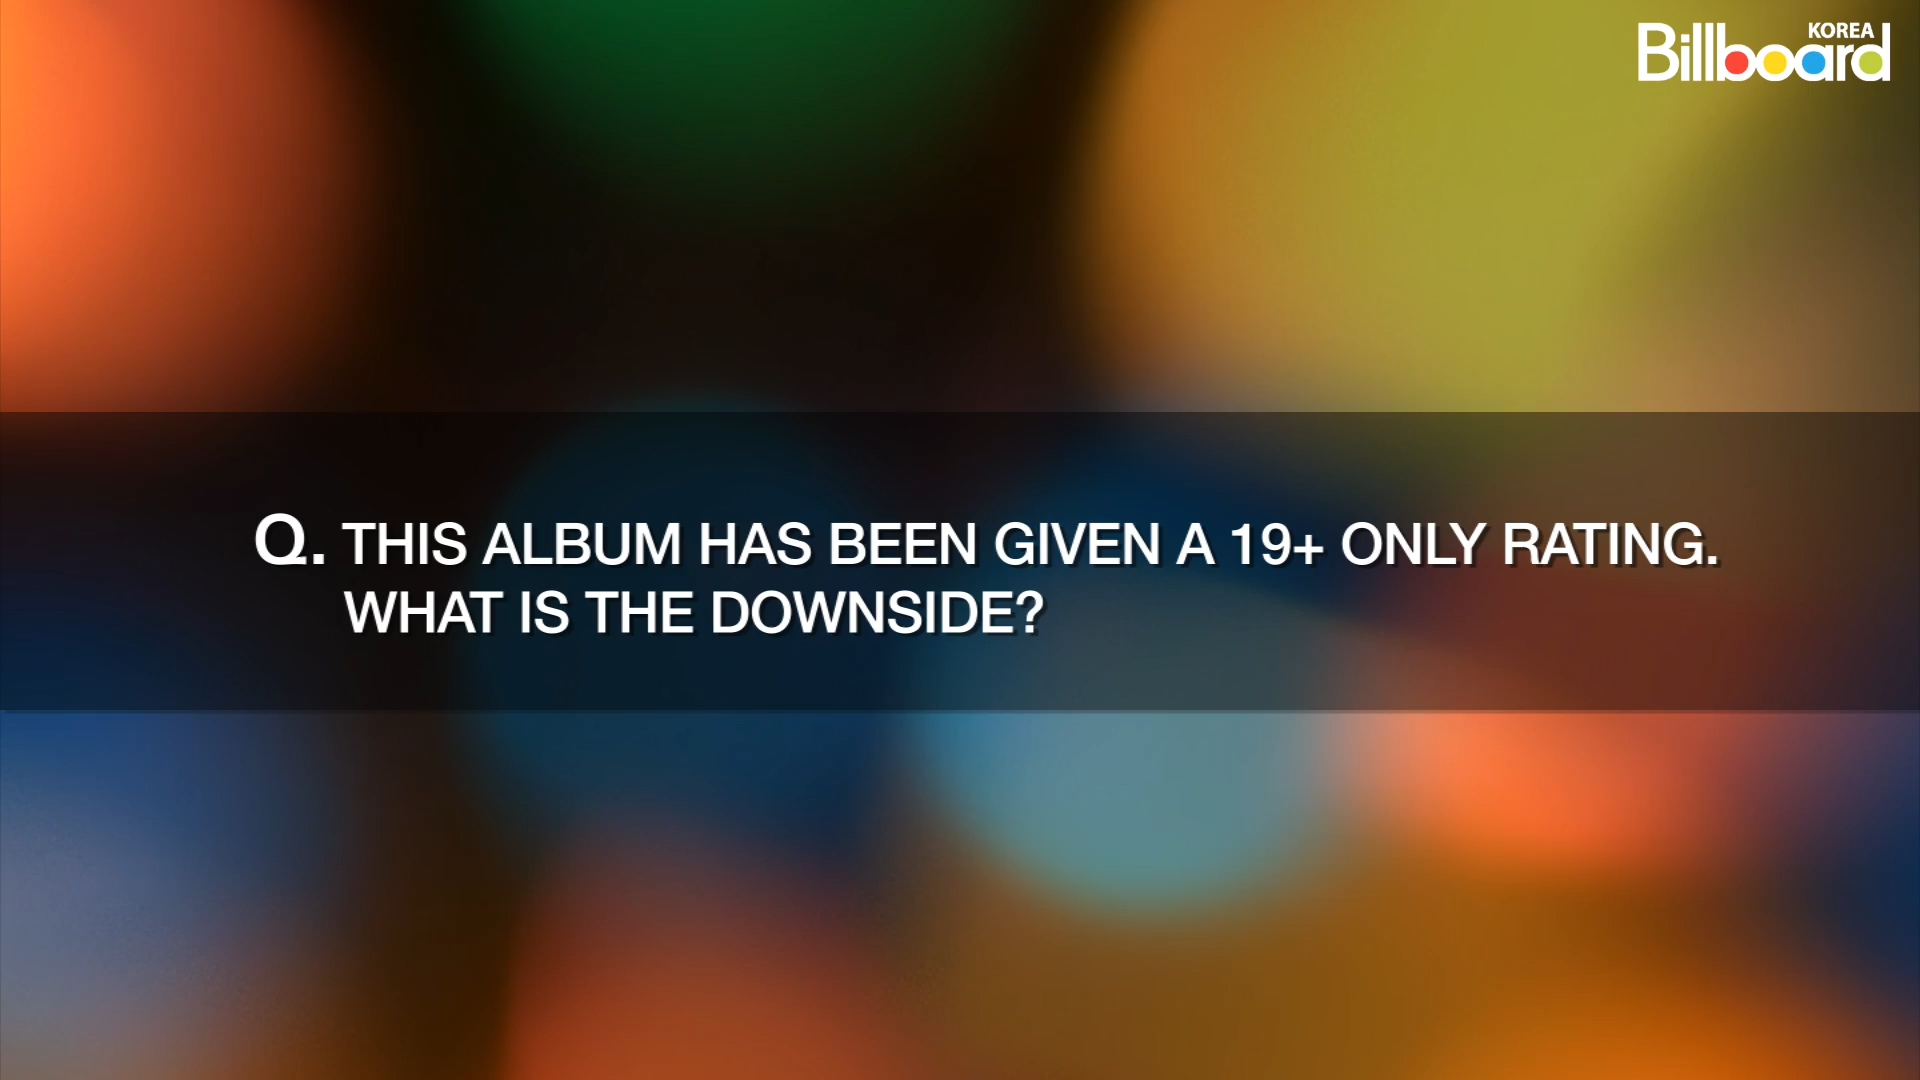 KOREA
Billboard
Q. THIS ALBUM HAS BEEN GIVEN A 19+ ONLY RATING.
WHAT IS THE DOWNSIDE?